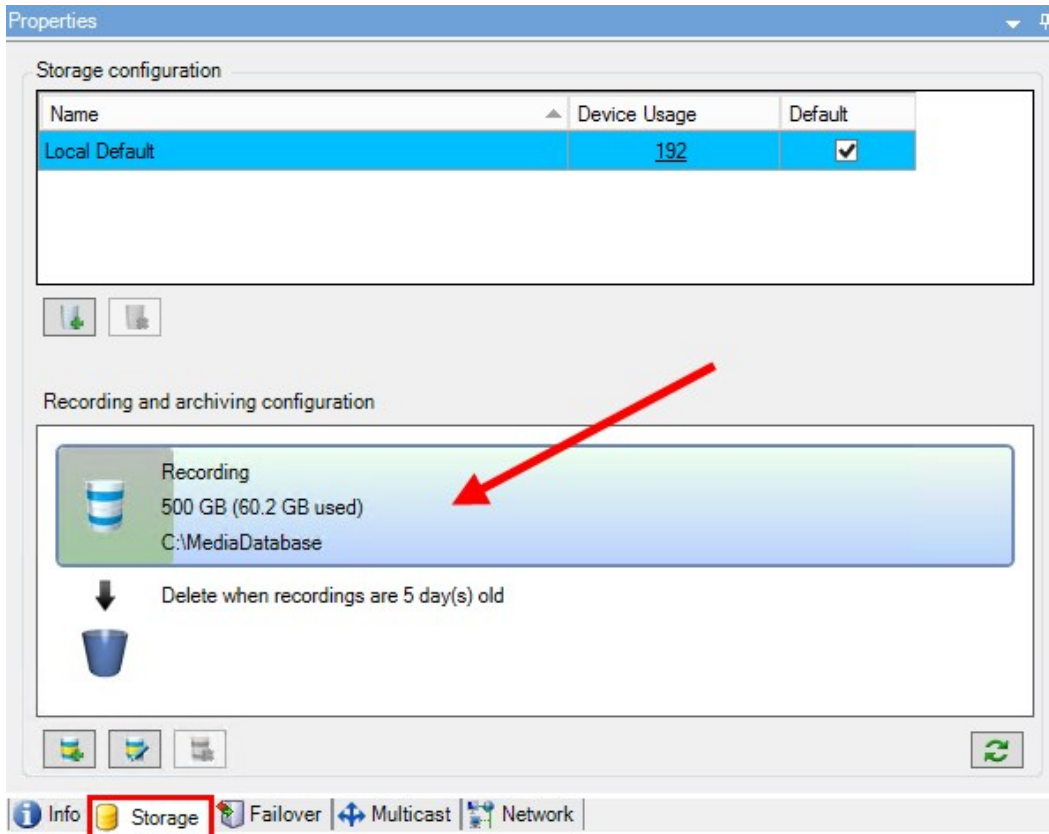 Properties
Storage configuration
Name Device Usage Default
Local Default 192
Recording and archiving configuration
Recording
500 GB (60.2 GB used)
C:\MediaDatabase
Delete when recordings are 5 day(s) old
Info Storage Failover Multicast Network